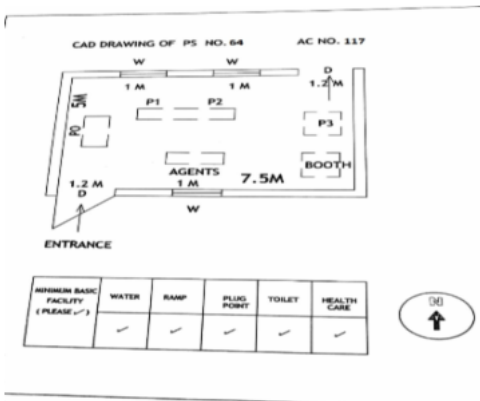 CAD DRAWING OF PS NO. 64 AC NO. 117
W W D
1 M 1 M 1.2 M
5M
P1 P2
P3
PO
AGENTS
BOOTH
1.2 M 1 M 7.5M
D
W
ENTRANCE
MINIMUM BASIC FACILITY ( PLEASE ✓ ) WATER RAMP PLUG POINT TOILET HEALTH CARE
✓ ✓ ✓ ✓ ✓
N